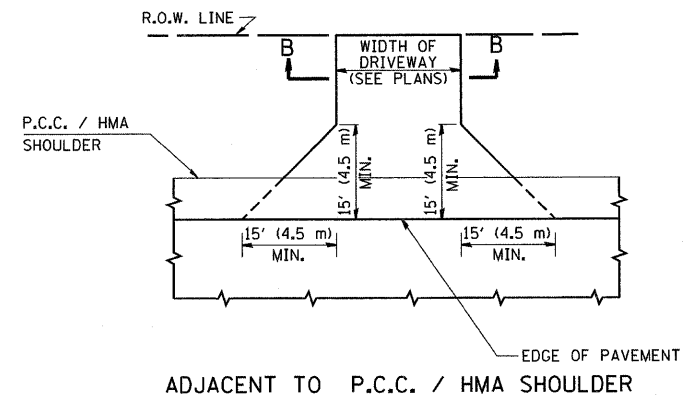 R.O.W. LINE
B
WIDTH OF
DRIVEWAY
(SEE PLANS)
B
P.C.C. / HMA
SHOULDER
15' (4.5 m)
MIN.
15' (4.5 m)
MIN.
15' (4.5 m)
MIN.
15' (4.5 m)
MIN.
EDGE OF PAVEMENT
ADJACENT TO P.C.C. / HMA SHOULDER